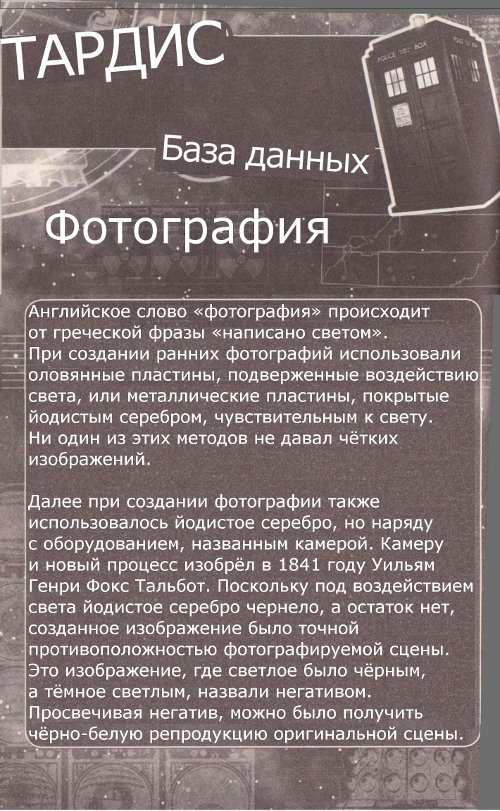 ТАРДИС
POLICE BOX
База данных
Фотография
Английское слово «фотография» происходит
от греческой фразы «написано светом».
При создании ранних фотографий использовали
оловянные пластины, подверженные воздействию
света, или металлические пластины, покрытые
йодистым серебром, чувствительным к свету.
Ни один из этих методов не давал чётких
изображений.
Далее при создании фотографии также
использовалось йодистое серебро, но наряду
с оборудованием, названным камерой. Камеру
и новый процесс изобрёл в 1841 году Уильям
Генри Фокс Тальбот. Поскольку под воздействием
света йодистое серебро чернело, а остаток нет,
созданное изображение было точной
противоположностью фотографируемой сцены.
Это изображение, где светлое было чёрным,
а тёмное светлым, назвали негативом.
Просвечивая негатив, можно было получить
чёрно-белую репродукцию оригинальной сцены.